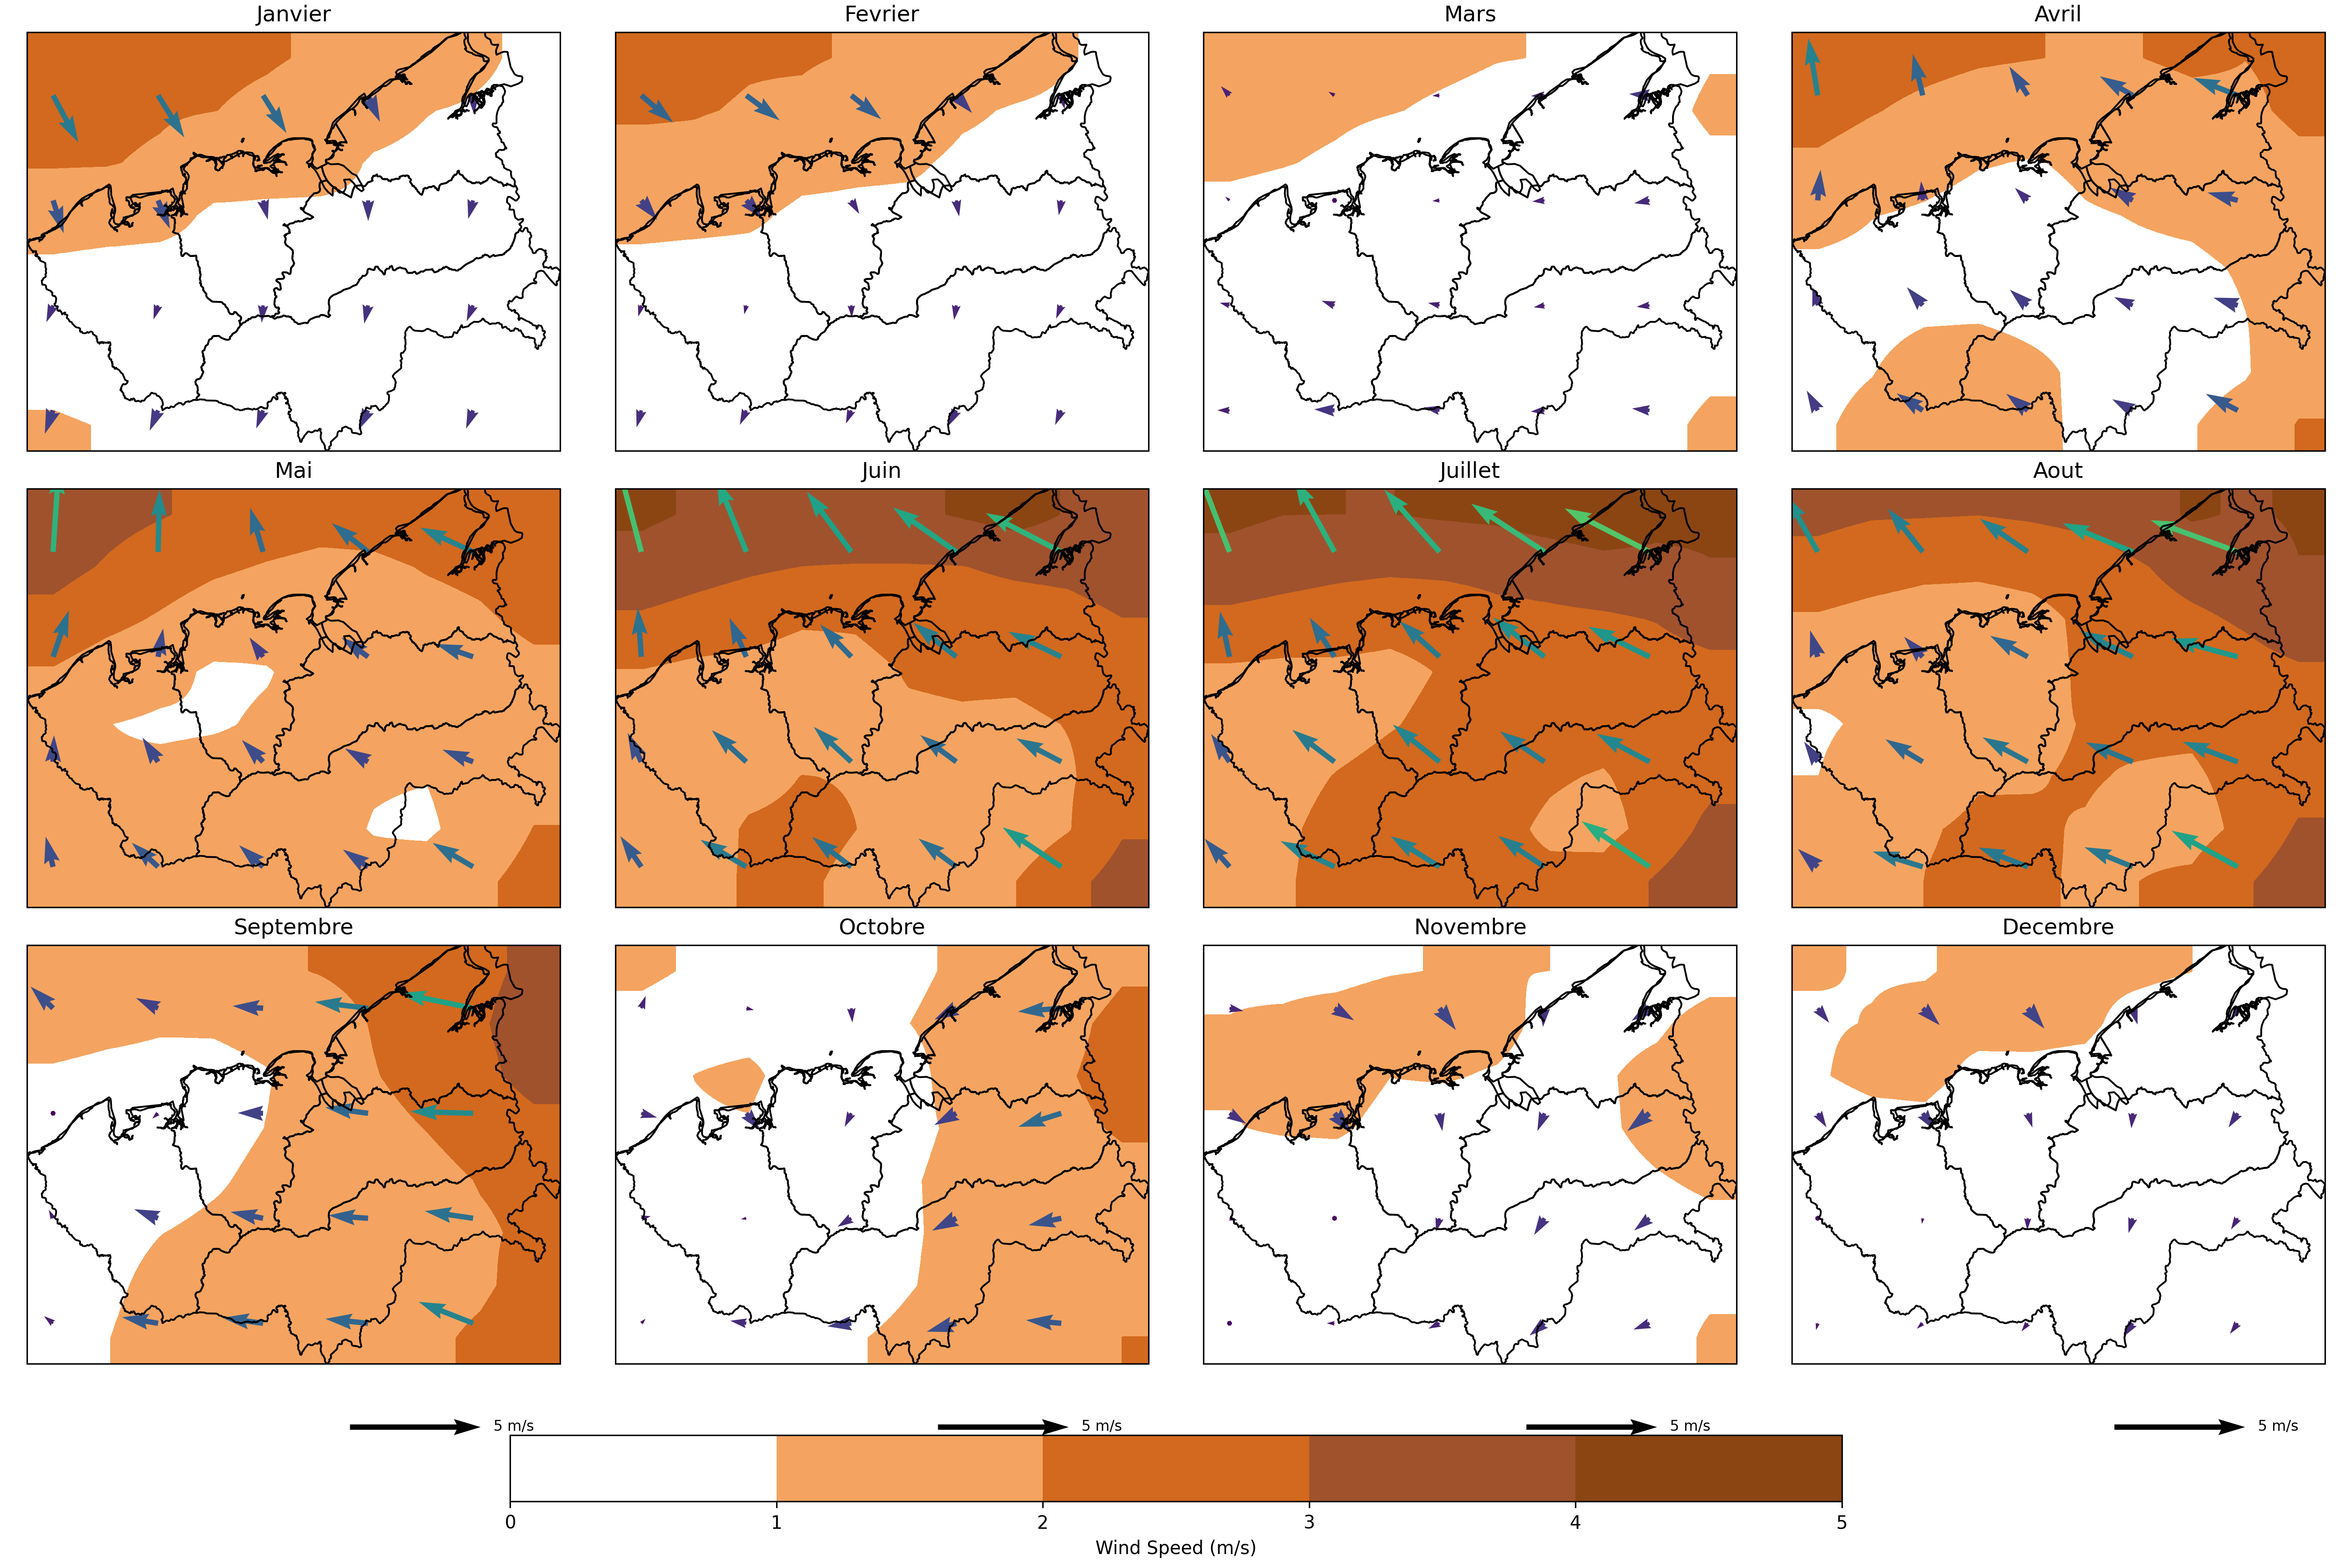 Janvier Fevrier Mars Avril
Mai Juin Juillet Aout
Septembre Octobre Novembre Decembre
5 m/s 5 m/s 5 m/s 5 m/s
0 1 2 3 4 5
Wind Speed (m/s)